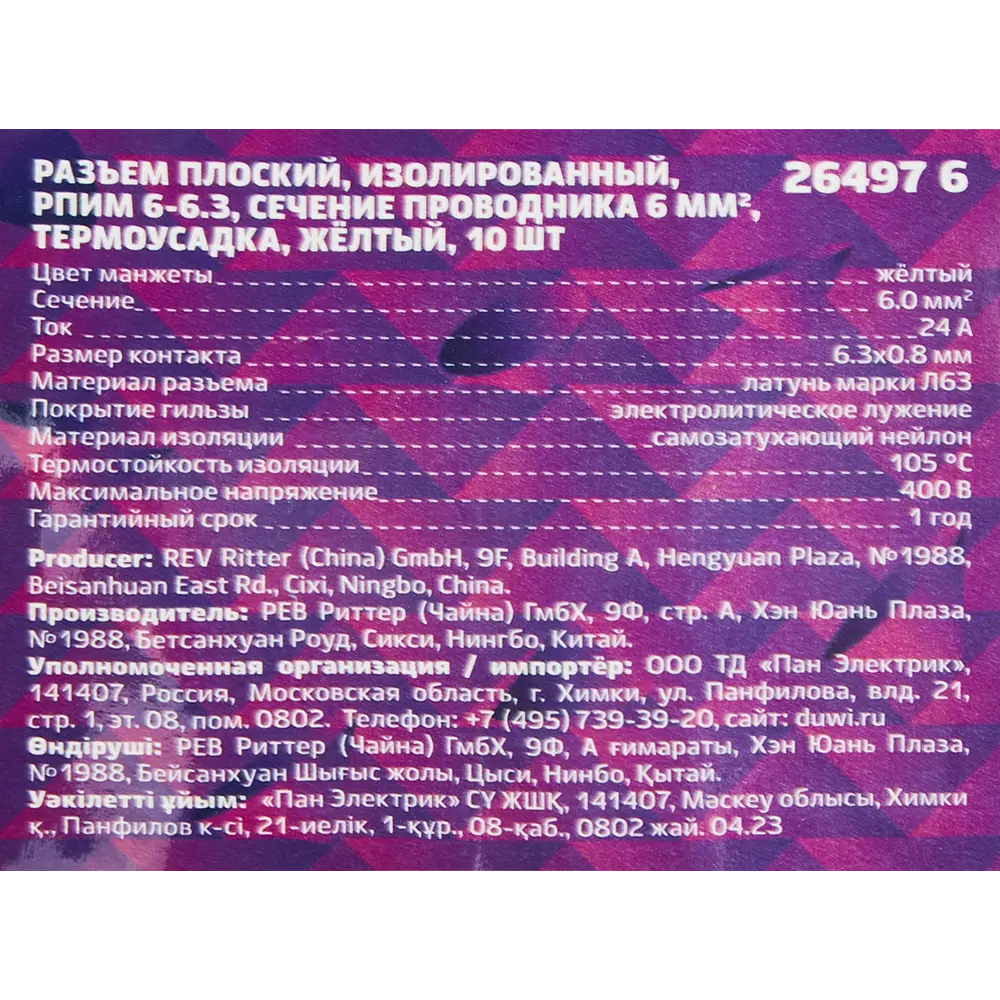 РАЗЪЕМ ПЛОСКИЙ, ИЗОЛИРОВАННЫЙ, 26497 6
РПИМ 6-6.3, СЕЧЕНИЕ ПРОВОДНИКА 6 ММ²,
ТЕРМОУСАДКА, ЖЁЛТЫЙ, 10 ШТ
Цвет манжеты жёлтый
Сечение 6.0 мм²
Ток 24 А
Размер контакта 6.3х0.8 мм
Материал разъема латунь марки Л63
Покрытие гильзы электролитическое лужение
Материал изоляции самозатухающий нейлон
Термостойкость изоляции 105 °С
Максимальное напряжение 400 В
Гарантийный срок 1 год
Producer: REV Ritter (China) GmbH, 9F, Building A, Hengyuan Plaza, №1988,
Beisanhuan East Rd., Cixi, Ningbo, China.
Производитель: РЕВ Риттер (Чайна) ГмбХ, 9Ф, стр. А, Хэн Юань Плаза,
№1988, Бетсанхуан Роуд, Сикси, Нингбо, Китай.
Уполномоченная организация / импортёр: ООО ТД «Пан Электрик»,
141407, Россия, Московская область, г. Химки, ул. Панфилова, влд. 21,
стр. 1, эт. 08, пом. 0802. Телефон: +7 (495) 739-39-20, сайт: duwi.ru
Өндіруші: РЕВ Риттер (Чайна) ГмбХ, 9Ф, А ғимараты, Хэн Юань Плаза,
№1988, Бейсанхуан Шығыс жолы, Цыси, Нинбо, Қытай.
Уәкілетті ұйым: «Пан Электрик» СҮ ЖШҚ, 141407, Мәскеу облысы, Химки
қ., Панфилов к-сі, 21-иелік, 1-құр., 08-қаб., 0802 жай. 04.23